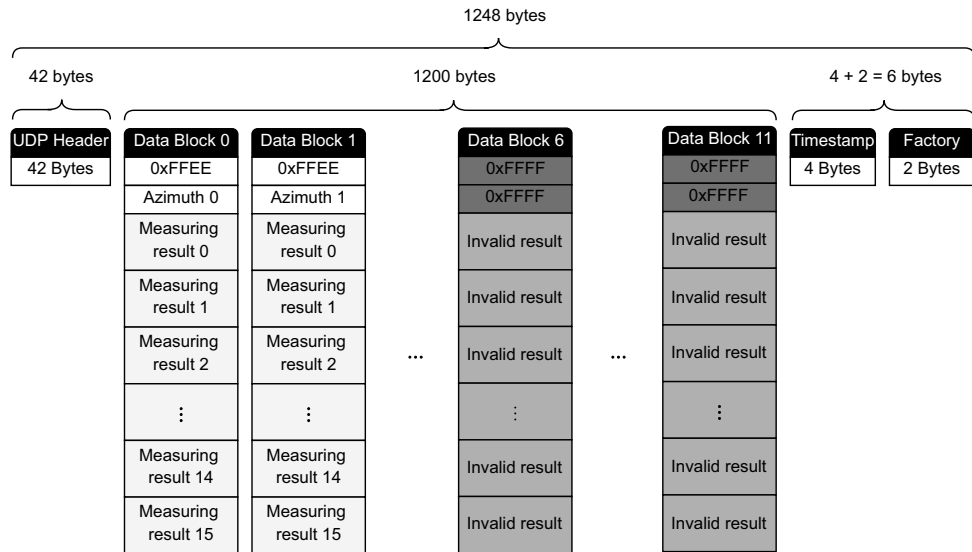 1248 bytes
42 bytes
1200 bytes
4 + 2 = 6 bytes
UDP Header
42 Bytes
Data Block 0
0xFFEE
Azimuth 0
Measuring
result 0
Measuring
result 1
Measuring
result 2
⋮
Measuring
result 14
Measuring
result 15
Data Block 1
0xFFEE
Azimuth 1
Measuring
result 0
Measuring
result 1
Measuring
result 2
⋮
Measuring
result 14
Measuring
result 15
...
Data Block 6
0xFFFF
0xFFFF
Invalid result
Invalid result
Invalid result
⋮
Invalid result
Invalid result
...
Data Block 11
0xFFFF
0xFFFF
Invalid result
Invalid result
Invalid result
⋮
Invalid result
Invalid result
Timestamp
4 Bytes
Factory
2 Bytes